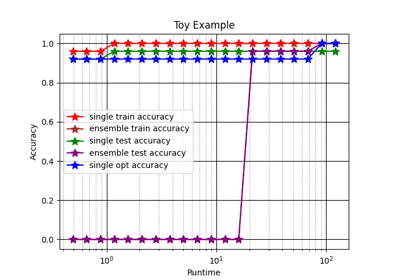 Toy Example
Accuracy
1.0
0.8
0.6
0.4
0.2
0.0
single train accuracy
ensemble train accuracy
single test accuracy
ensemble test accuracy
single opt accuracy
10⁰
10¹
10²
Runtime